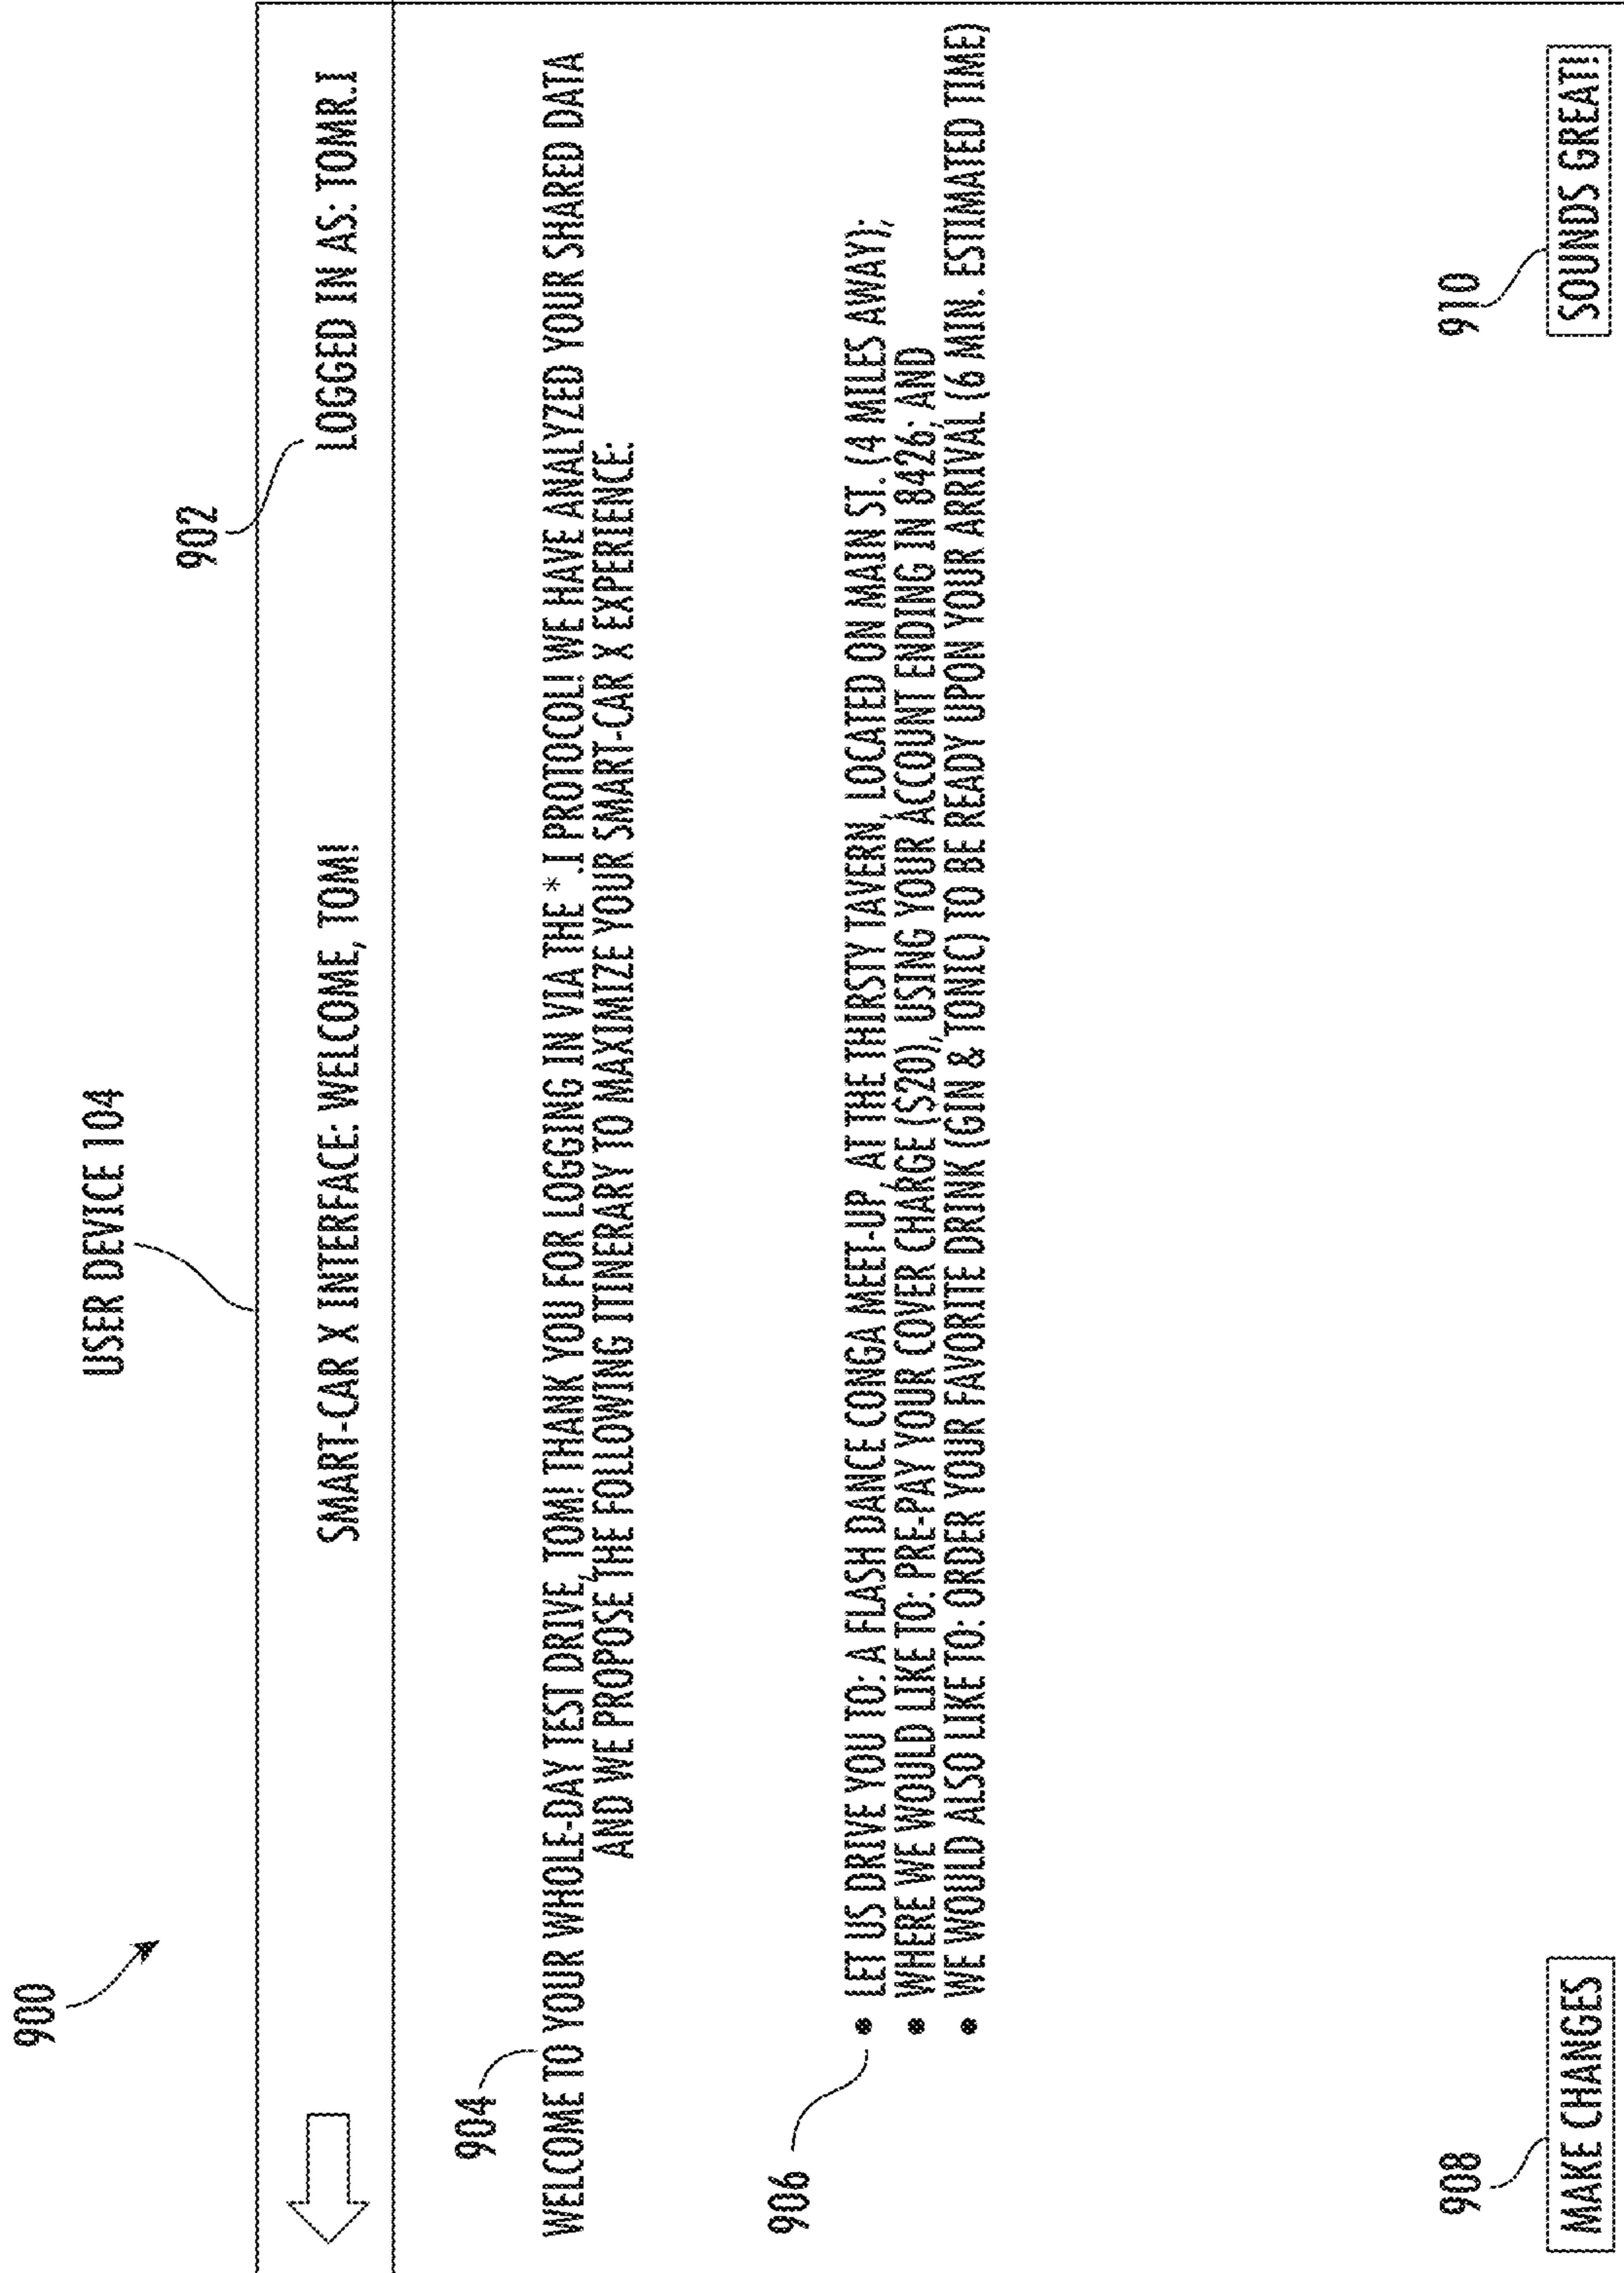 900
USER DEVICE 104
902
SMART-CAR X INTERFACE: WELCOME, TOM!
LOGGED IN AS: TOMR.I
904
WELCOME TO YOUR WHOLE-DAY TEST DRIVE, TOM! THANK YOU FOR LOGGING IN VIA THE *.I PROTOCOL! WE HAVE ANALYZED YOUR SHARED DATA
AND WE PROPOSE THE FOLLOWING ITINERARY TO MAXIMIZE YOUR SMART-CAR X EXPERIENCE:
906
• LET US DRIVE YOU TO: A FLASH DANCE CONGA MEET-UP, AT THE THIRSTY TAVERN, LOCATED ON MAIN ST. (4 MILES AWAY);
• WHERE WE WOULD LIKE TO: PRE-PAY YOUR COVER CHARGE ($20), USING YOUR ACCOUNT ENDING IN 8426; AND
• WE WOULD ALSO LIKE TO: ORDER YOUR FAVORITE DRINK (GIN & TONIC) TO BE READY UPON YOUR ARRIVAL (6 MIN. ESTIMATED TIME)
908
910
MAKE CHANGES
SOUNDS GREAT!